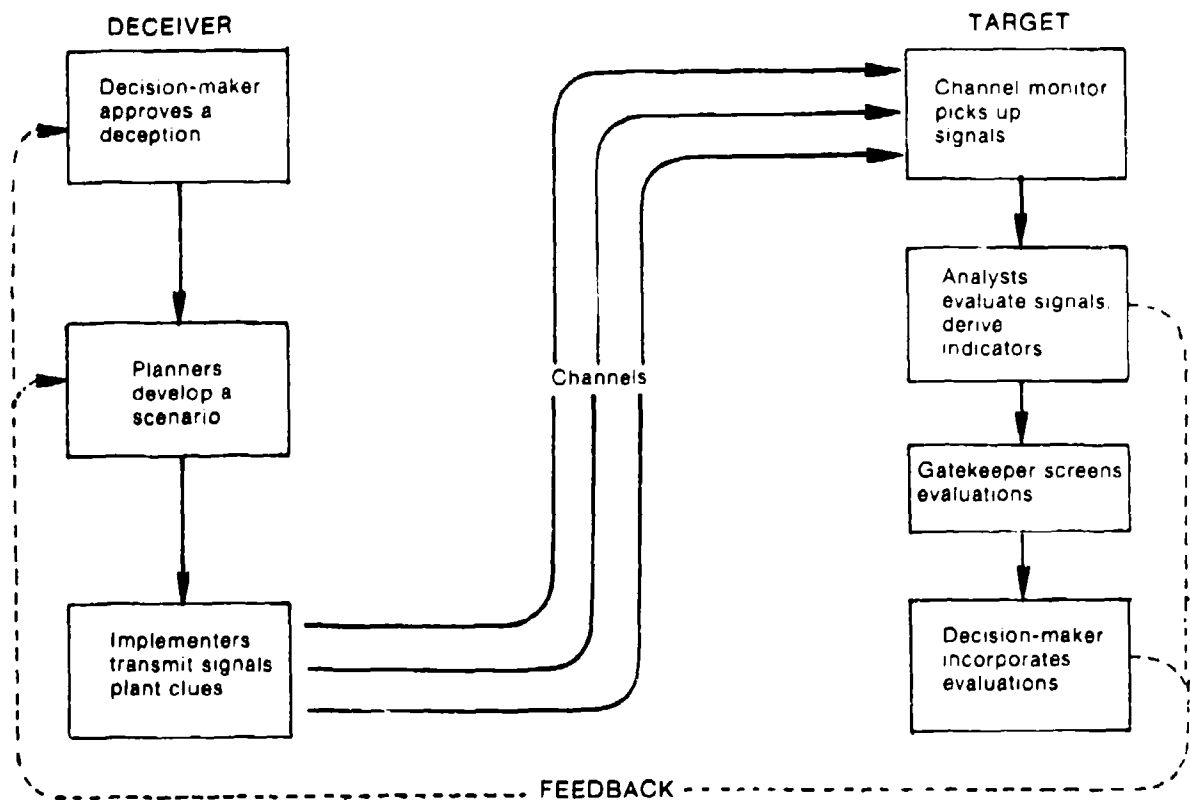 DECEIVER
Decision-maker
approves a
deception
Planners
develop a
scenario
Implementers
transmit signals
plant clues
Channels
TARGET
Channel monitor
picks up
signals
Analysts
evaluate signals,
derive
indicators
Gatekeeper screens
evaluations
Decision-maker
incorporates
evaluations
FEEDBACK